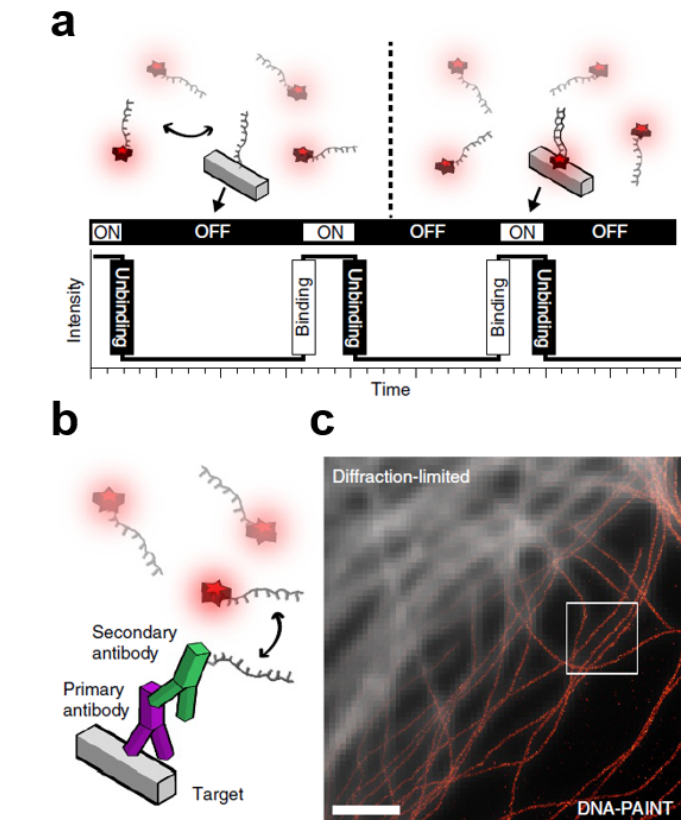 a
ON OFF ON OFF ON OFF
Intensity
Unbinding
Binding
Unbinding
Binding
Unbinding
Time
b
c
Diffraction-limited
Secondary
antibody
Primary
antibody
Target
DNA-PAINT